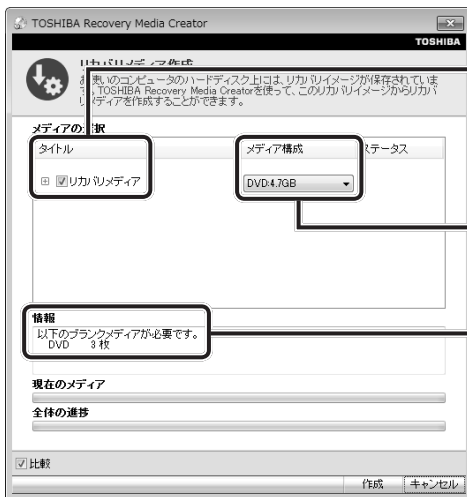 TOSHIBA Recovery Media Creator
TOSHIBA
リカバリメディア作成
お使いのコンピュータのハードディスク上には、リカバリイメージが保存されていま
す。TOSHIBA Recovery Media Creatorを使って、このリカバリイメージからリカバ
リメディアを作成することができます。
メディアの選択
タイトル メディア構成 ステータス
リカバリメディア DVD:4.7GB
情報
以下のブランクメディアが必要です。
DVD 3 枚
現在のメディア
全体の進捗
比較
作成 キャンセル